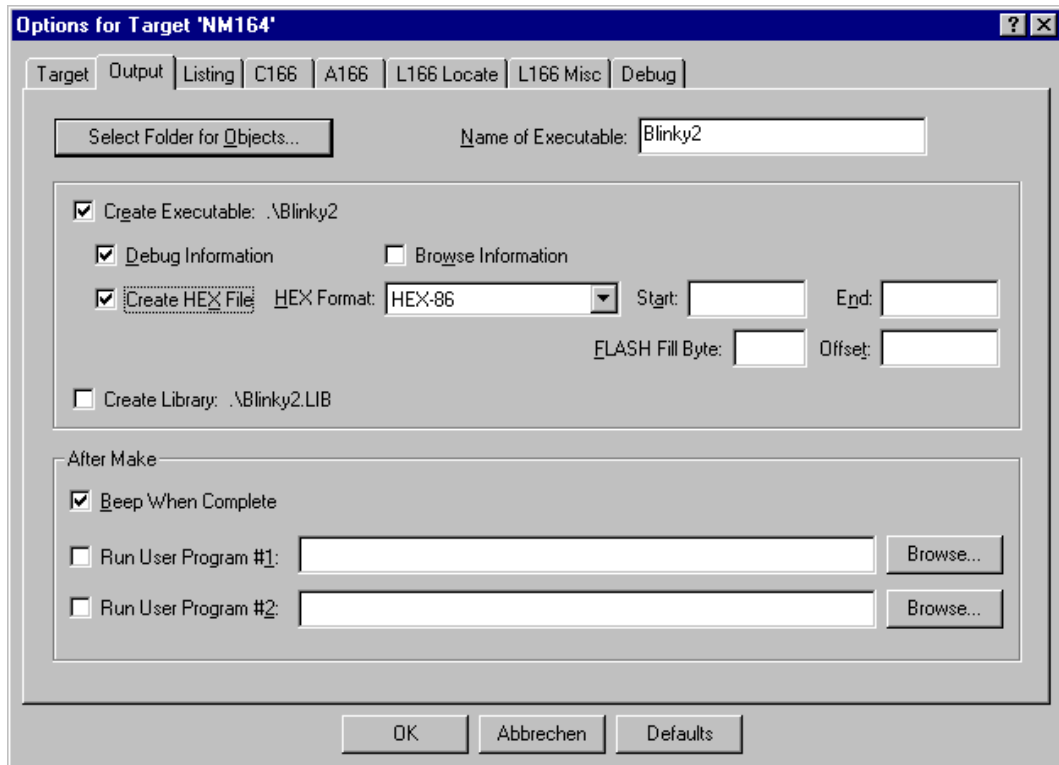 Options for Target 'NM164'
Target Output Listing C166 A166 L166 Locate L166 Misc Debug
Select Folder for Objects... Name of Executable: Blinky2
Create Executable: .\Blinky2
Debug Information Browse Information
Create HEX File HEX Format: HEX-86 Start: End:
FLASH Fill Byte: Offset:
Create Library: .\Blinky2.LIB
After Make
Beep When Complete
Run User Program #1: Browse...
Run User Program #2: Browse...
OK Abbrechen Defaults